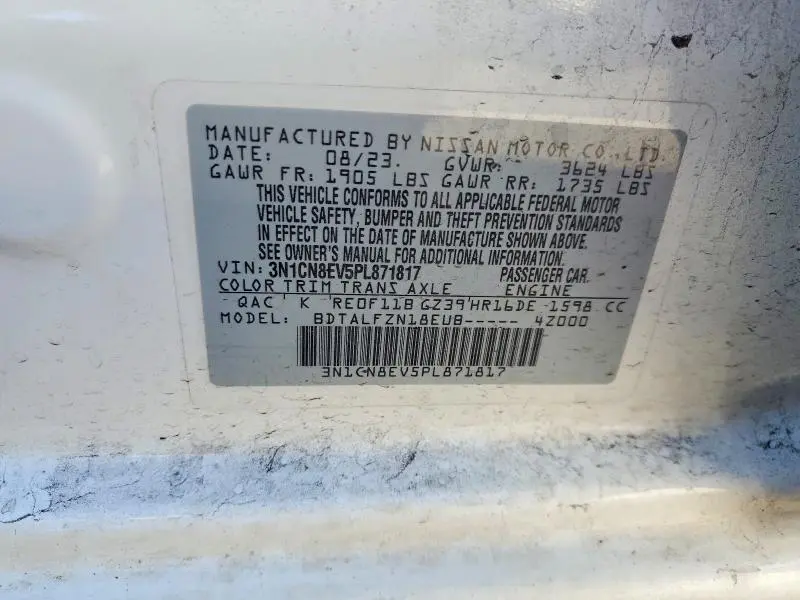 MANUFACTURED BY NISSAN MOTOR CO.,LTD.
DATE: 08/23. GVWR: 3624 LBS
GAWR FR: 1905 LBS GAWR RR: 1735 LBS
THIS VEHICLE CONFORMS TO ALL APPLICABLE FEDERAL MOTOR
VEHICLE SAFETY, BUMPER AND THEFT PREVENTION STANDARDS
IN EFFECT ON THE DATE OF MANUFACTURE SHOWN ABOVE.
SEE OWNER'S MANUAL FOR ADDITIONAL INFORMATION.
VIN: 3N1CN8EV5PL871817 PASSENGER CAR
COLOR TRIM TRANS AXLE ENGINE
QAC K RE0F11B GZ39 HR16DE 1598 CC
MODEL: BDTALFZN18EUB----- 4Z000
3N1CN8EV5PL871817